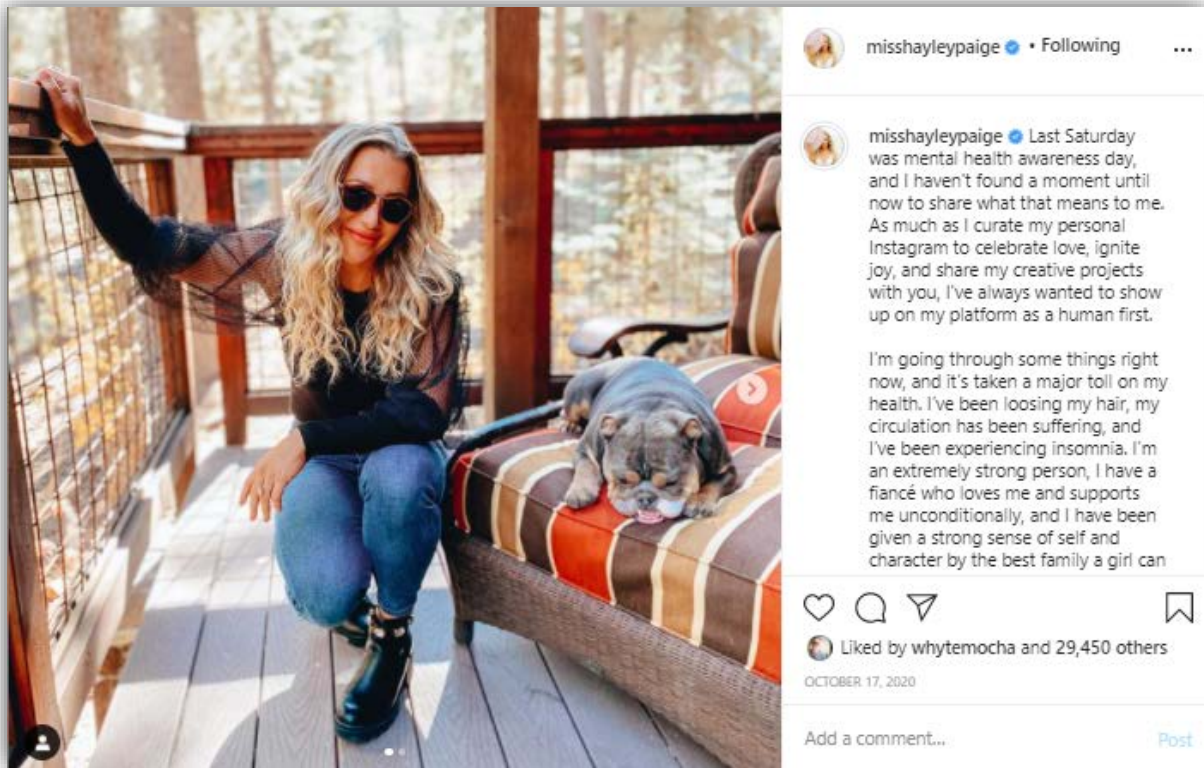 misshayleypaige • Following
misshayleypaige Last Saturday
was mental health awareness day,
and I haven't found a moment until
now to share what that means to me.
As much as I curate my personal
Instagram to celebrate love, ignite
joy, and share my creative projects
with you, I've always wanted to show
up on my platform as a human first.
I'm going through some things right
now, and it's taken a major toll on my
health. I've been loosing my hair, my
circulation has been suffering, and
I've been experiencing insomnia. I'm
an extremely strong person, I have a
fiancé who loves me and supports
me unconditionally, and I have been
given a strong sense of self and
character by the best family a girl can
Liked by whytemocha and 29,450 others
OCTOBER 17, 2020
Add a comment... Post